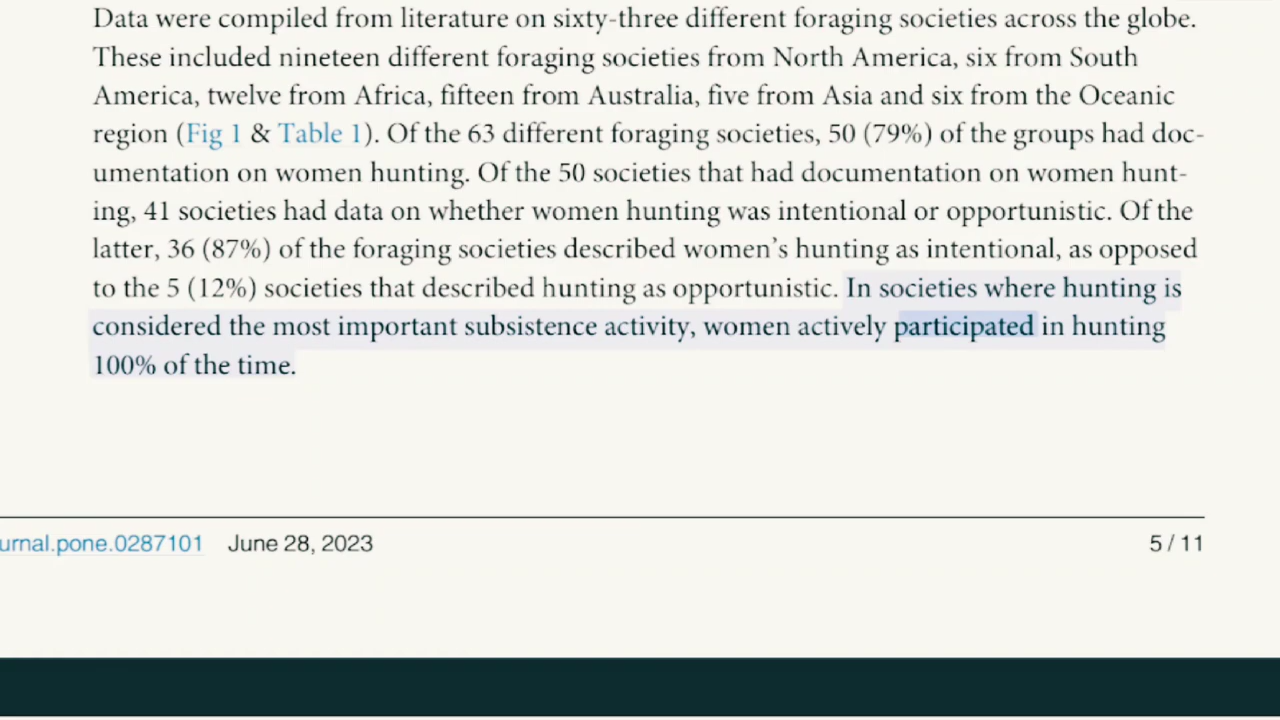 Data were compiled from literature on sixty-three different foraging societies across the globe.
These included nineteen different foraging societies from North America, six from South
America, twelve from Africa, fifteen from Australia, five from Asia and six from the Oceanic
region (Fig 1 & Table 1). Of the 63 different foraging societies, 50 (79%) of the groups had doc-
umentation on women hunting. Of the 50 societies that had documentation on women hunt-
ing, 41 societies had data on whether women hunting was intentional or opportunistic. Of the
latter, 36 (87%) of the foraging societies described women’s hunting as intentional, as opposed
to the 5 (12%) societies that described hunting as opportunistic. In societies where hunting is
considered the most important subsistence activity, women actively participated in hunting
100% of the time.
urnal.pone.0287101 June 28, 2023 5 / 11